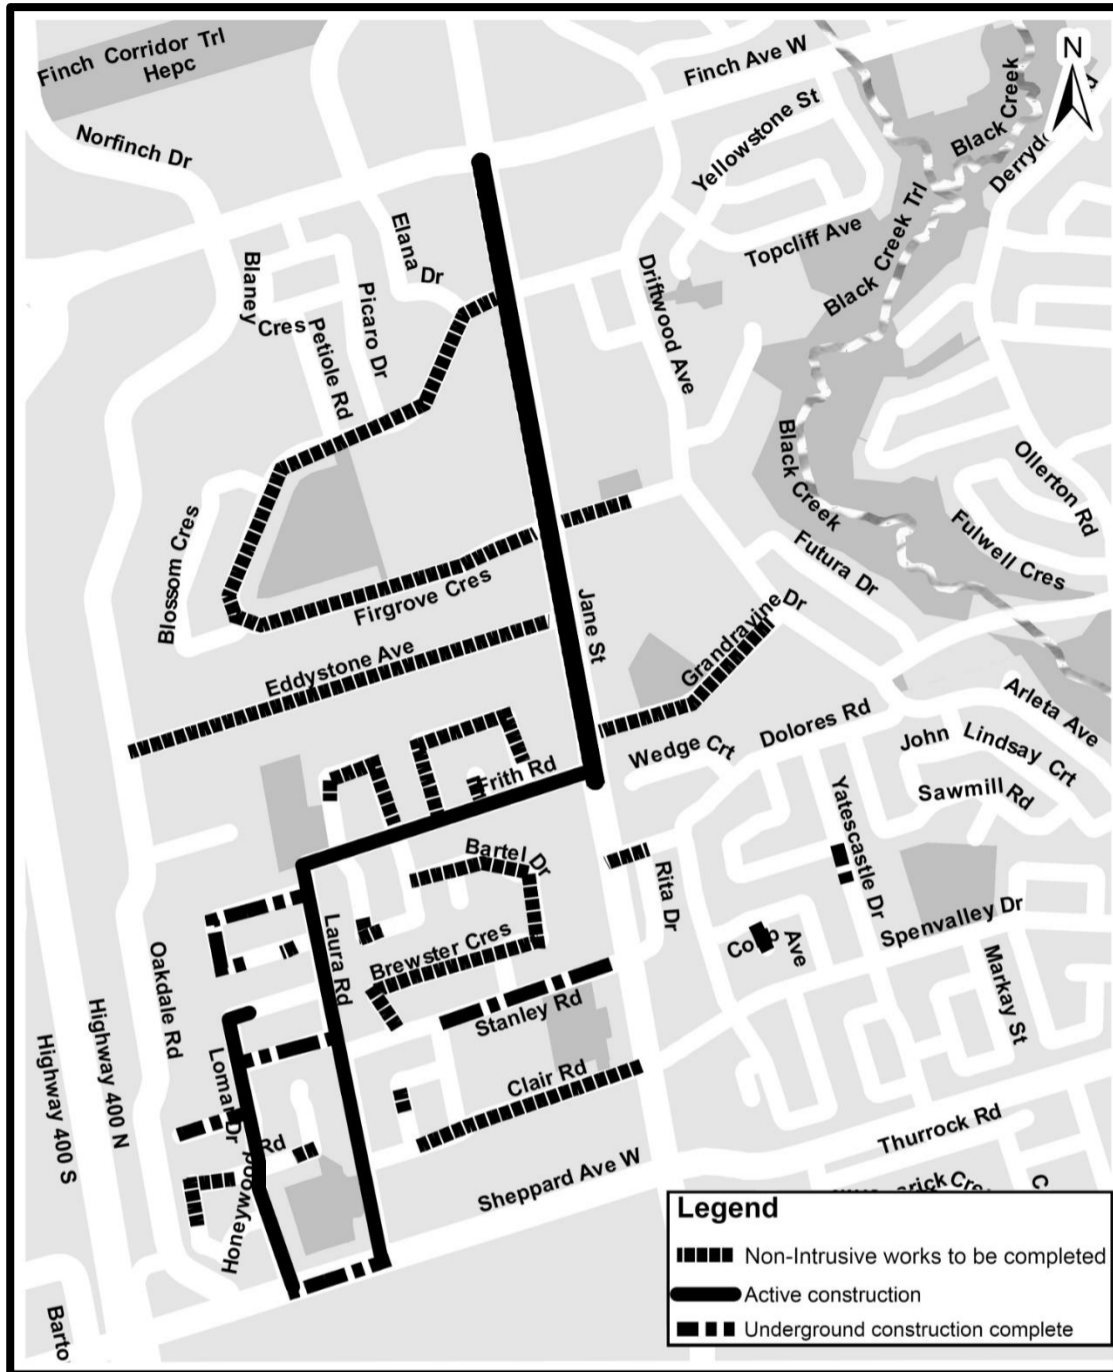 Finch Corridor Trl
Hepc
Finch Ave W
N
Norfinch Dr
Yellowstone St
Black Creek
Elana Dr
Topcliff Ave
Black Creek Trl
Blaney
Cres
Picaro Dr
Petiole Rd
Driftwood Ave
Black Creek
Ollerton Rd
Fulwell Cres
Blossom Cres
Firgrove Cres
Futura Dr
Jane St
Grandravine Dr
Eddystone Ave
Arleta Ave
Wedge Crt
Dolores Rd
John Lindsay Crt
Frith Rd
Sawmill Rd
Yatescastle Dr
Bartel Dr
Rita Dr
Spenvalley Dr
Ave
Laura Rd
Brewster Cres
Oakdale Rd
Markay St
Stanley Rd
Highway 400 N
Highway 400 S
Clair Rd
Dr
Rd
Thurrock Rd
Honeywood
Sheppard Ave W
Legend
Non-Intrusive works to be completed
Active construction
Underground construction complete